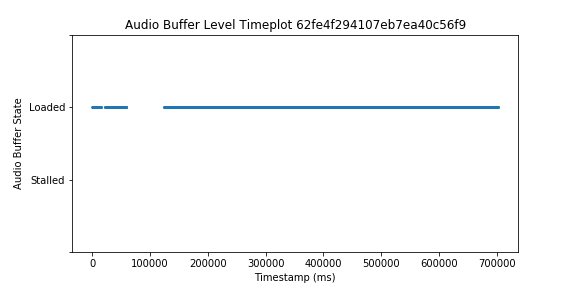 Audio Buffer Level Timeplot 62fe4f294107eb7ea40c56f9
Loaded
Audio Buffer State
Stalled
0 100000 200000 300000 400000 500000 600000 700000
Timestamp (ms)